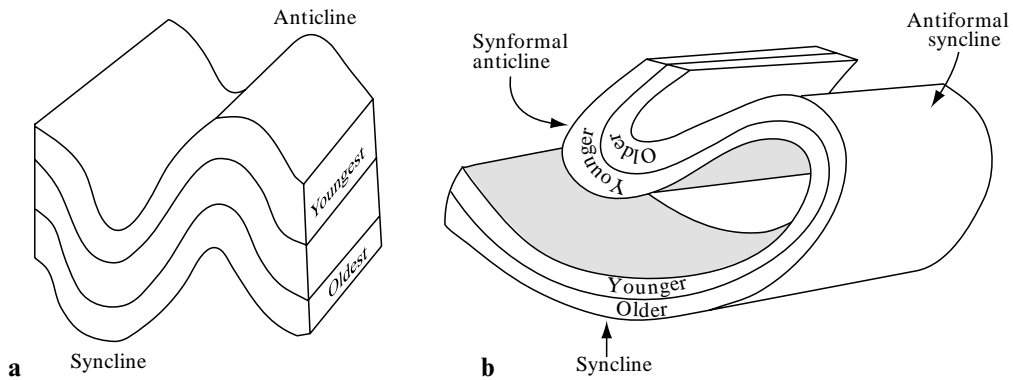 Anticline
Youngest
Oldest
Syncline
a
Synformal
anticline
Antiformal
syncline
Older
Younger
Younger
Older
Syncline
b